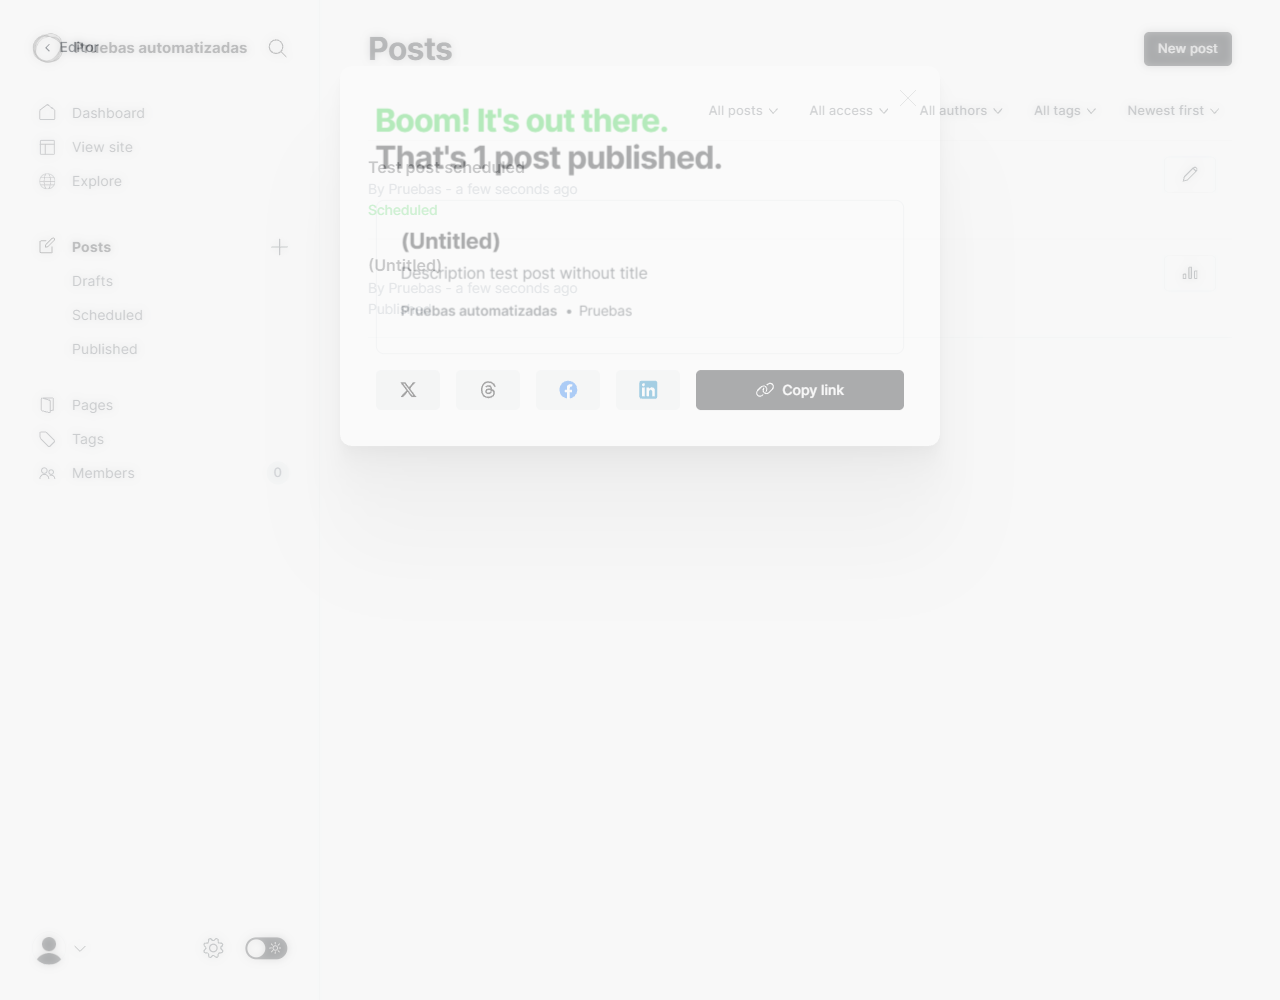 Editor
Pruebas automatizadas
Dashboard
View site
Explore
Posts
Drafts
Scheduled
Published
Pages
Tags
Members
0
Posts
New post
All posts
All access
All authors
All tags
Newest first
Boom! It's out there.
That's 1 post published.
Test post scheduled
By Pruebas - a few seconds ago
Scheduled
(Untitled)
Description test post without title
Pruebas automatizadas • Pruebas
(Untitled)
By Pruebas - a few seconds ago
Published
Copy link